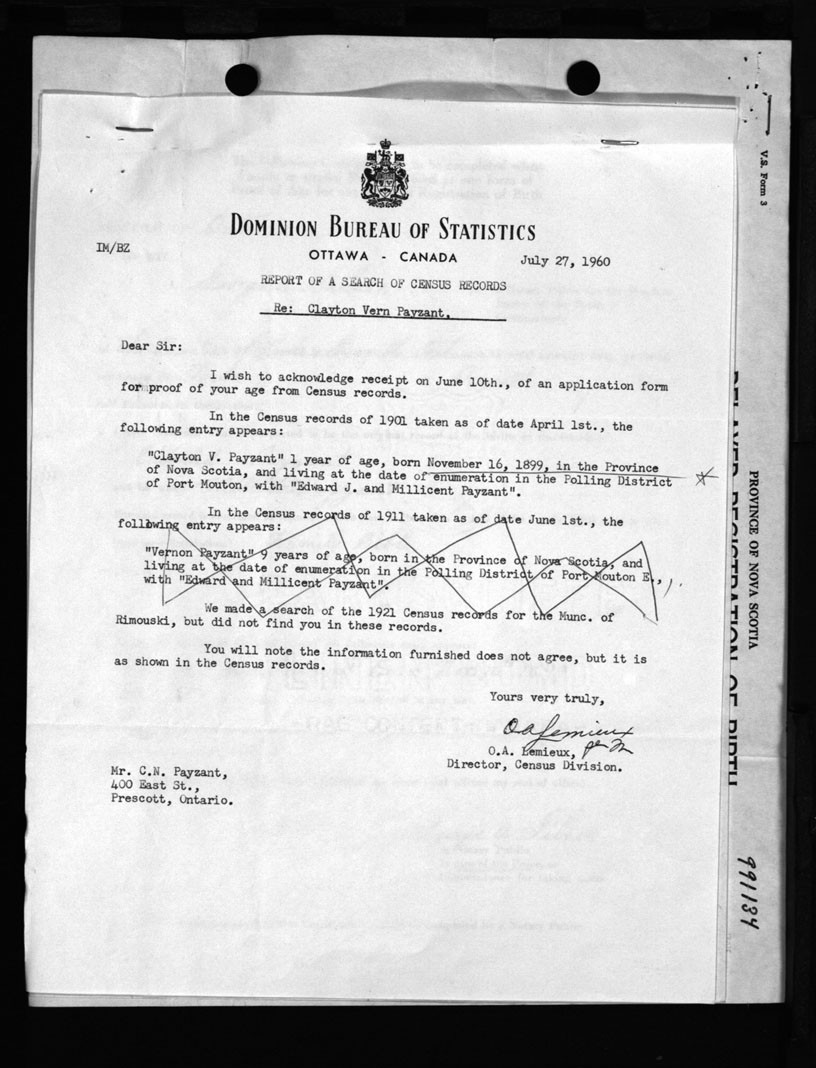 DOMINION BUREAU OF STATISTICS
IM/BZ
OTTAWA - CANADA
July 27, 1960
REPORT OF A SEARCH OF CENSUS RECORDS
Re: Clayton Vern Payzant.
Dear Sir:
I wish to acknowledge receipt on June 10th., of an application form
for proof of your age from Census records.
In the Census records of 1901 taken as of date April 1st., the
following entry appears:
"Clayton V. Payzant" 1 year of age, born November 16, 1899, in the Province
of Nova Scotia, and living at the date of enumeration in the Polling District
of Port Mouton, with "Edward J. and Millicent Payzant".
In the Census records of 1911 taken as of date June 1st., the
following entry appears:
"Vernon Payzant" 9 years of age, born in the Province of Nova Scotia, and
living at the date of enumeration in the Polling District of Port Mouton E.,
with "Edward and Millicent Payzant".
We made a search of the 1921 Census records for the Munc. of
Rimouski, but did not find you in these records.
You will note the information furnished does not agree, but it is
as shown in the Census records.
Yours very truly,
O A Lemieux
O.A. Lemieux,
Director, Census Division.
Mr. C.N. Payzant,
400 East St.,
Prescott, Ontario.
V.S. Form 3
PROVINCE OF NOVA SCOTIA
DELAYED REGISTRATION OF BIRTH
991134